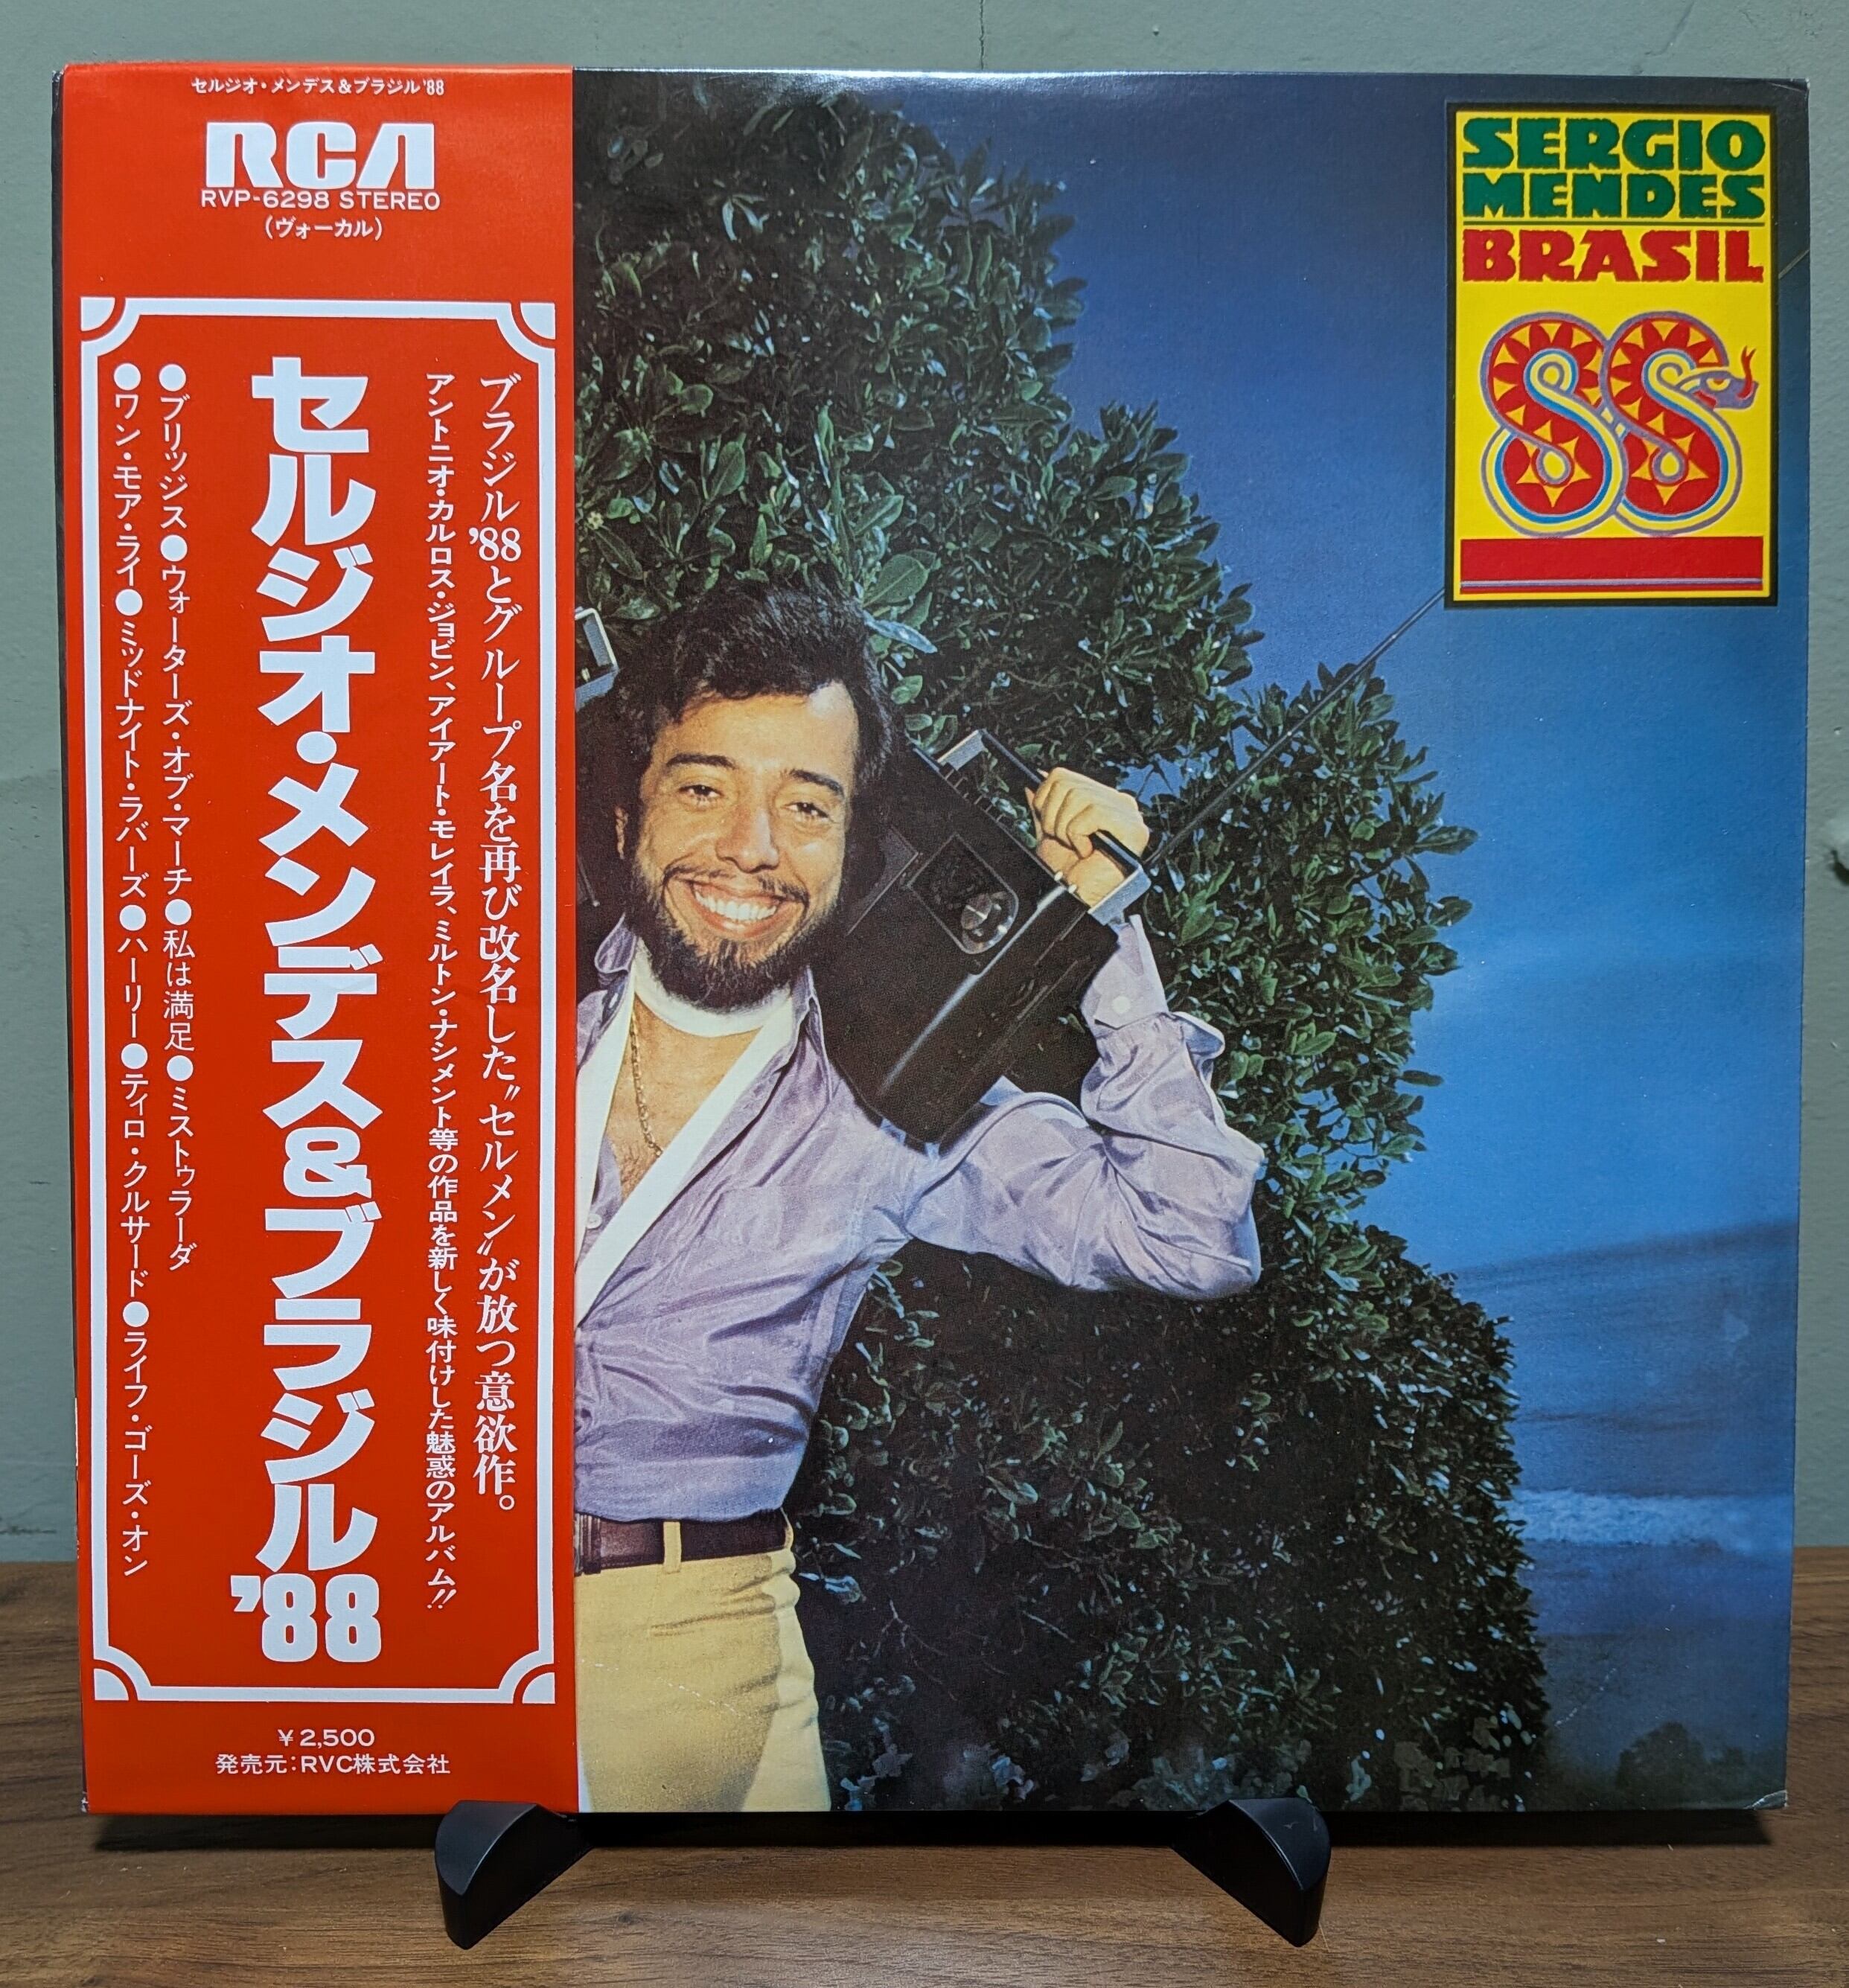 セルジオ・メンデス&ブラジル'88
RCA
RVP-6298 STEREO
(ヴォーカル)
ブラジル'88とグループ名を再び改名した〝セルメン〟が放つ意欲作。
アントニオ・カルロス・ジョビン、アイアート・モレイラ、ミルトン・ナシメント等の作品を新しく味付けした魅惑のアルバム!!
セルジオ・メンデス&ブラジル'88
●ブリッジス●ウォーターズ・オブ・マーチ●私は満足●ミストゥラーダ
●ワン・モア・ライ●ミッドナイト・ラバーズ●ハーリー●ティロ・クルサード●ライフ・ゴーズ・オン
¥2,500
発売元:RVC株式会社
SERGIO
MENDES
BRASIL
88